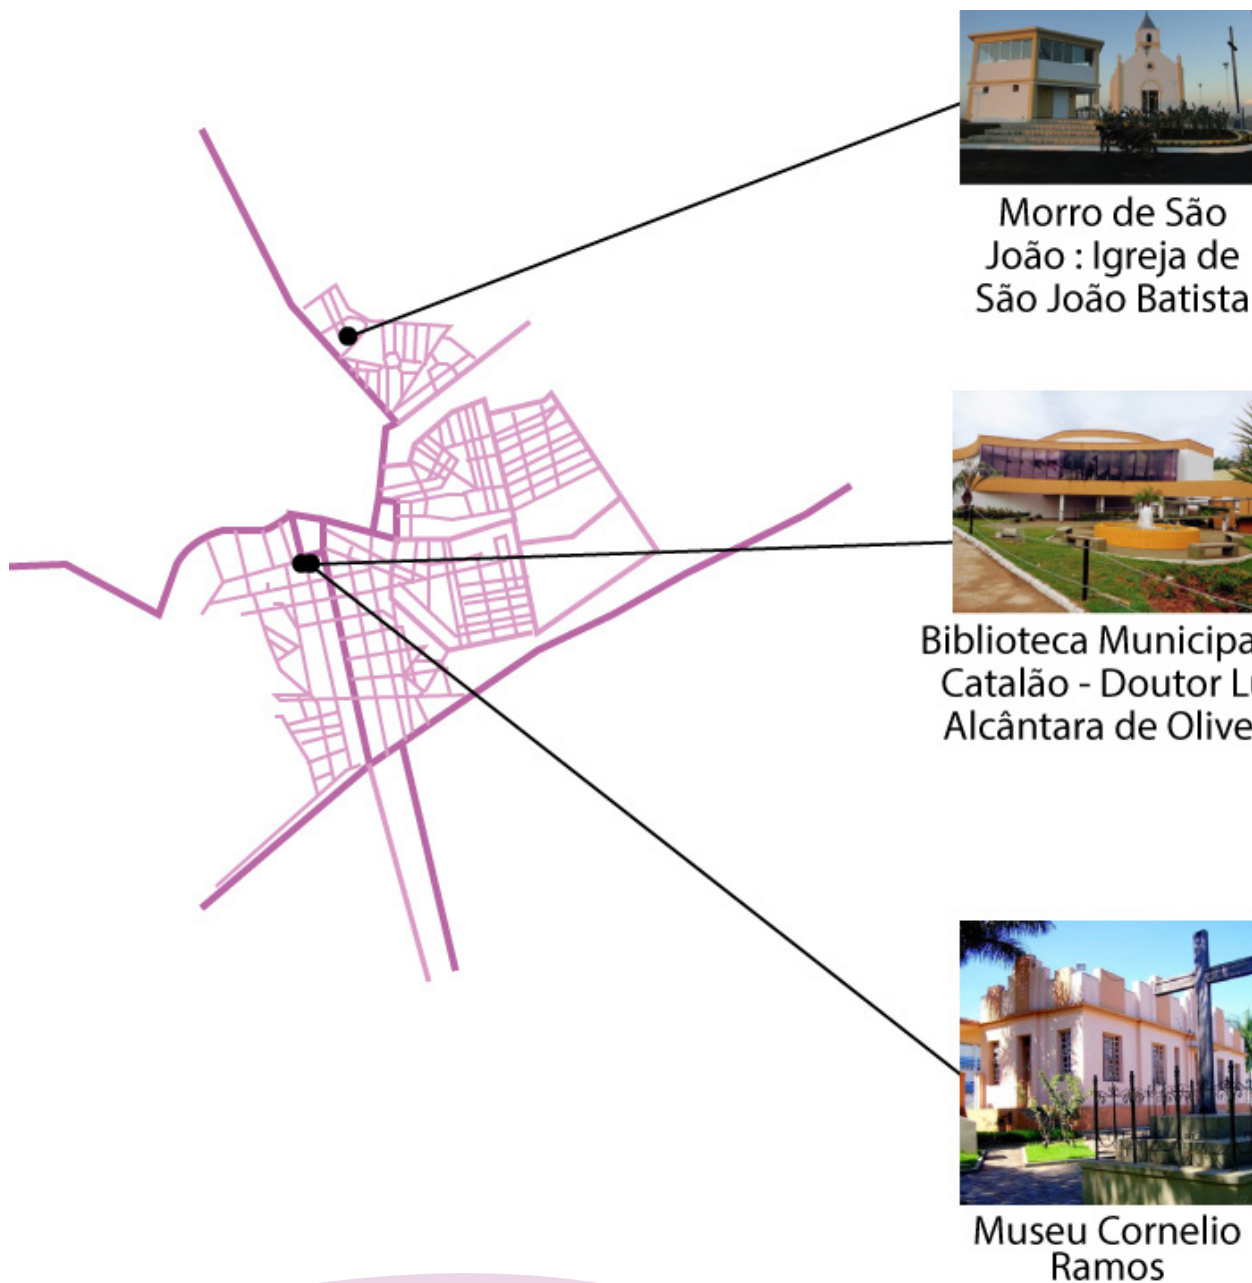 Morro de São
João : Igreja de
São João Batista
Biblioteca Municipa
Catalão - Doutor Lu
Alcântara de Olive
Museu Cornelio
Ramos